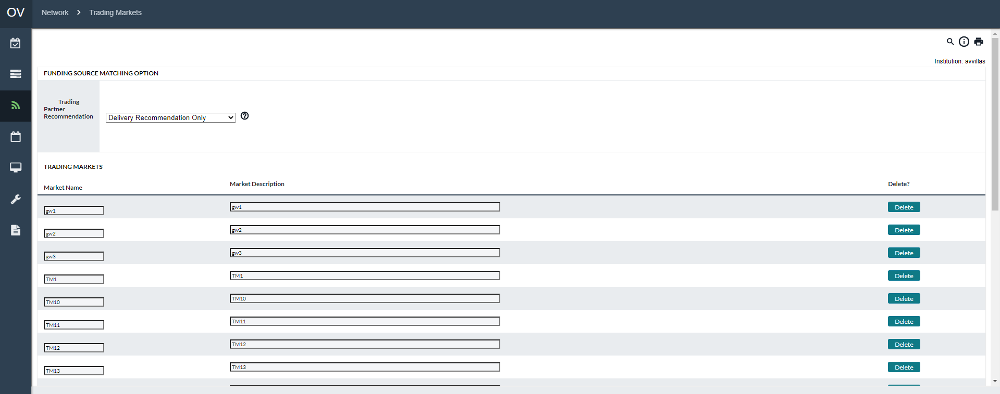 OV
Network
Trading Markets
Institution: avvillas
FUNDING SOURCE MATCHING OPTION
Trading
Partner
Recommendation
Delivery Recommendation Only
TRADING MARKETS
Market Name
Market Description
Delete?
gw1
gw1
Delete
gw2
gw2
Delete
gw3
gw3
Delete
TM1
TM1
Delete
TM10
TM10
Delete
TM11
TM11
Delete
TM12
TM12
Delete
TM13
TM13
Delete